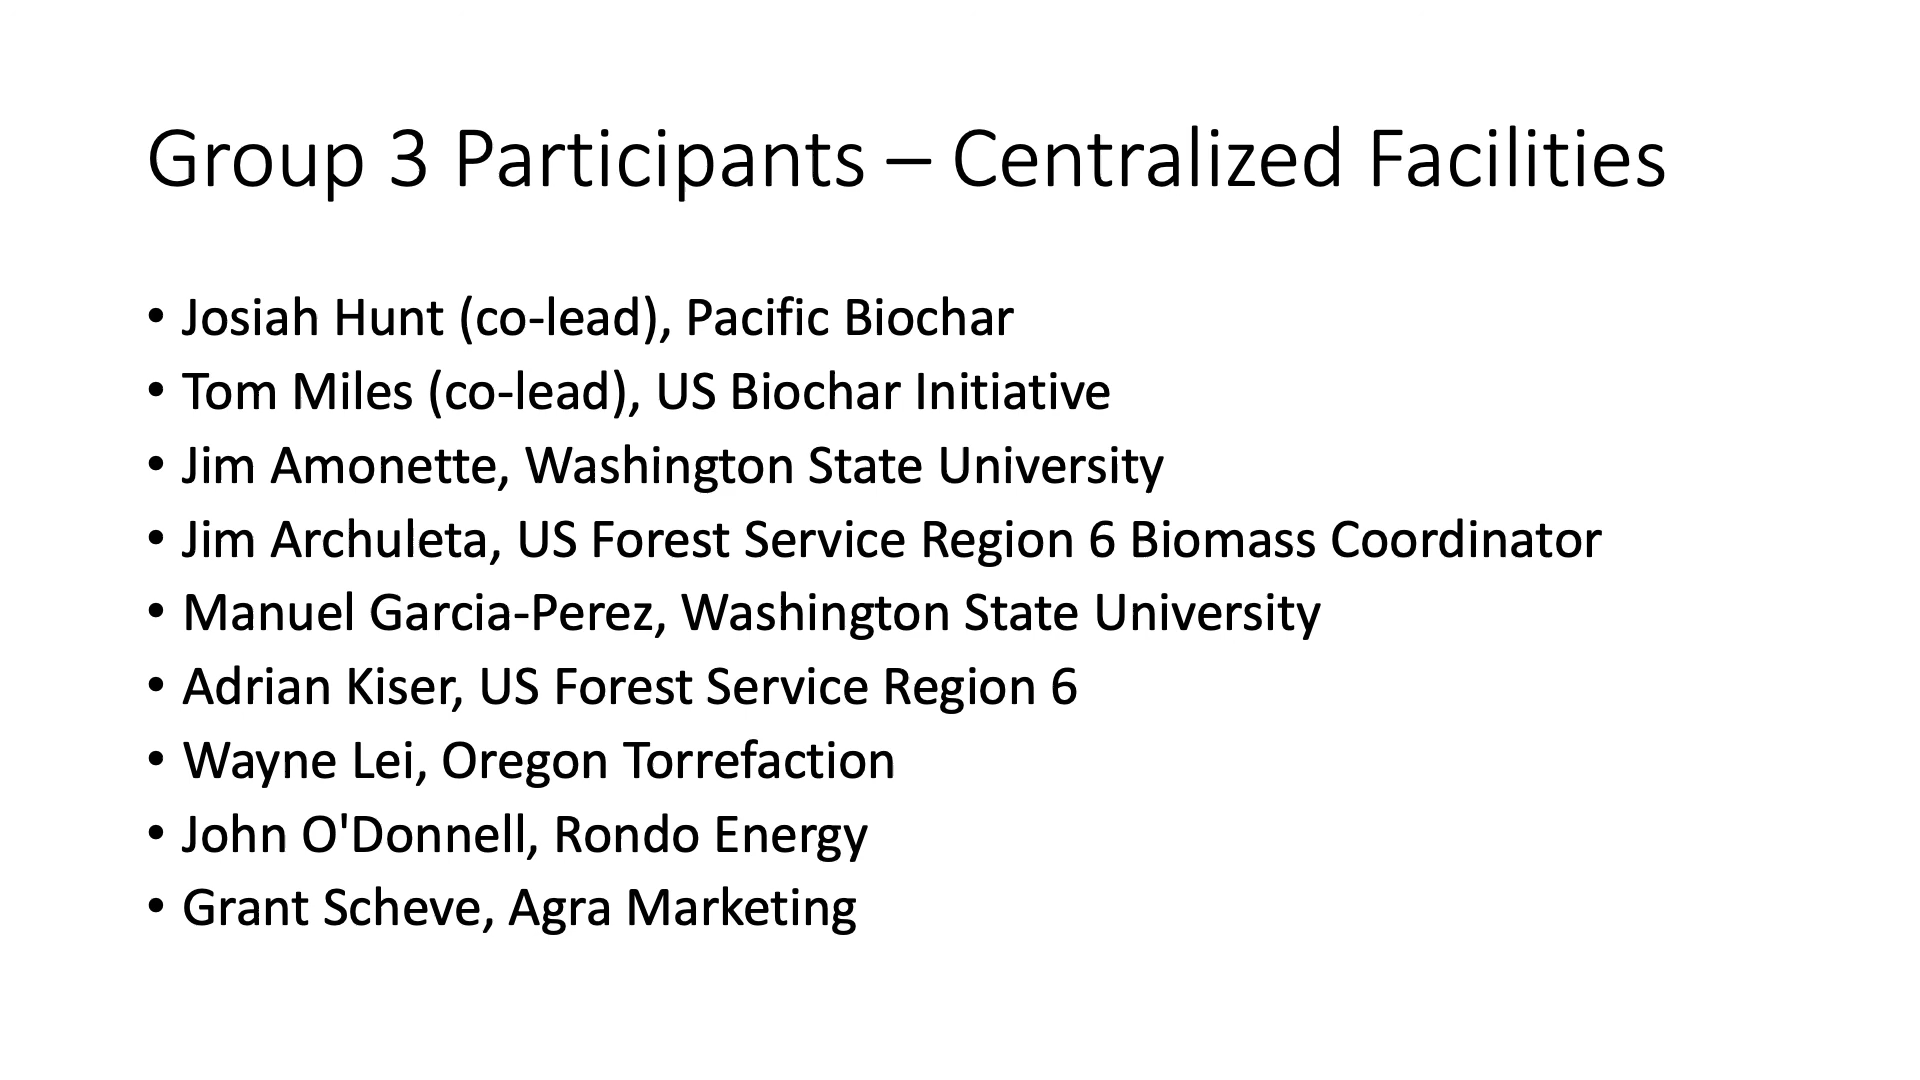 Group 3 Participants – Centralized Facilities
• Josiah Hunt (co-lead), Pacific Biochar
• Tom Miles (co-lead), US Biochar Initiative
• Jim Amonette, Washington State University
• Jim Archuleta, US Forest Service Region 6 Biomass Coordinator
• Manuel Garcia-Perez, Washington State University
• Adrian Kiser, US Forest Service Region 6
• Wayne Lei, Oregon Torrefaction
• John O'Donnell, Rondo Energy
• Grant Scheve, Agra Marketing